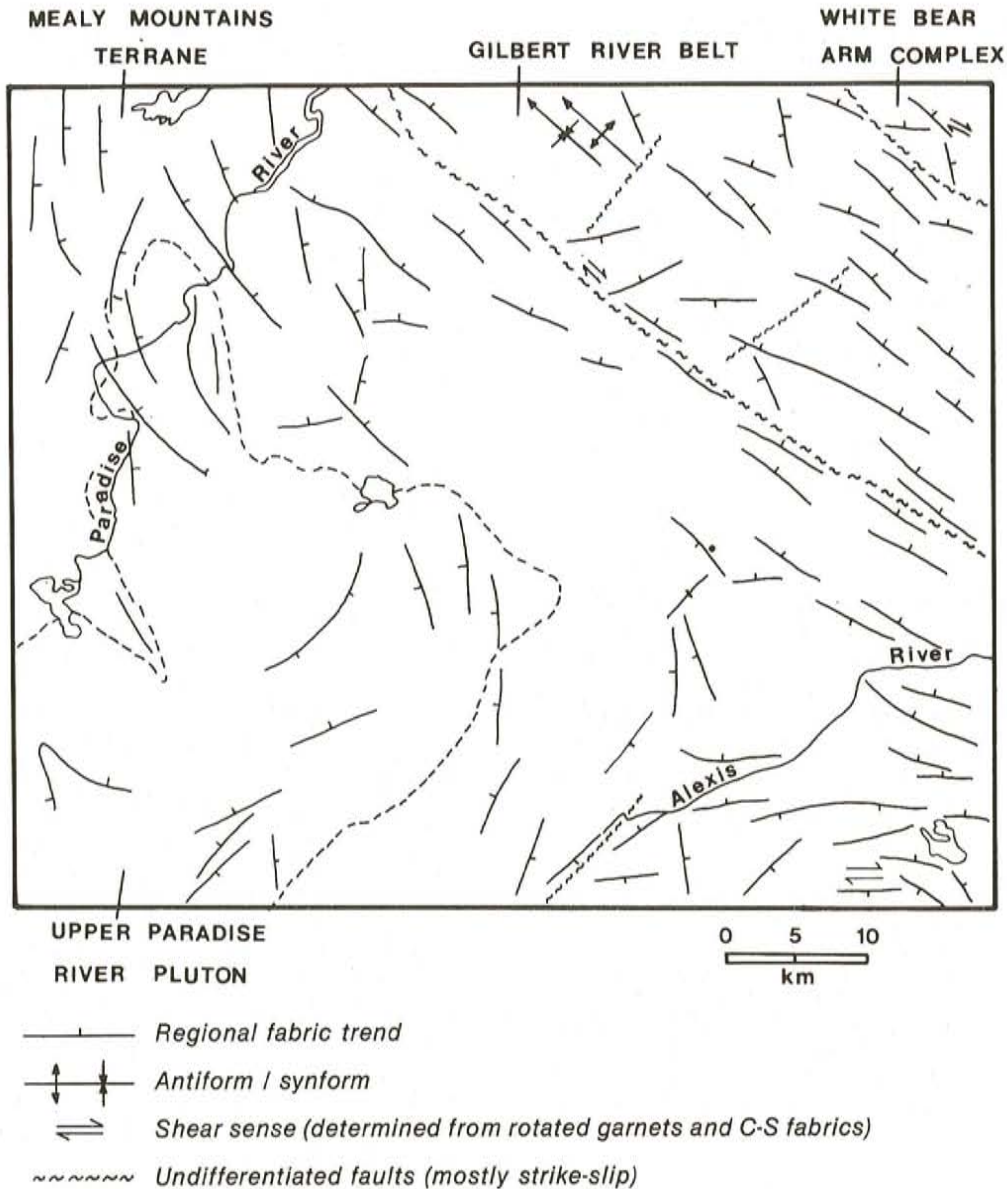 MEALY MOUNTAINS
TERRANE
GILBERT RIVER BELT
WHITE BEAR
ARM COMPLEX
River
Paradise
River
Alexis
UPPER PARADISE
RIVER PLUTON
0 5 10
km
Regional fabric trend
Antiform / synform
Shear sense (determined from rotated garnets and C-S fabrics)
Undifferentiated faults (mostly strike-slip)